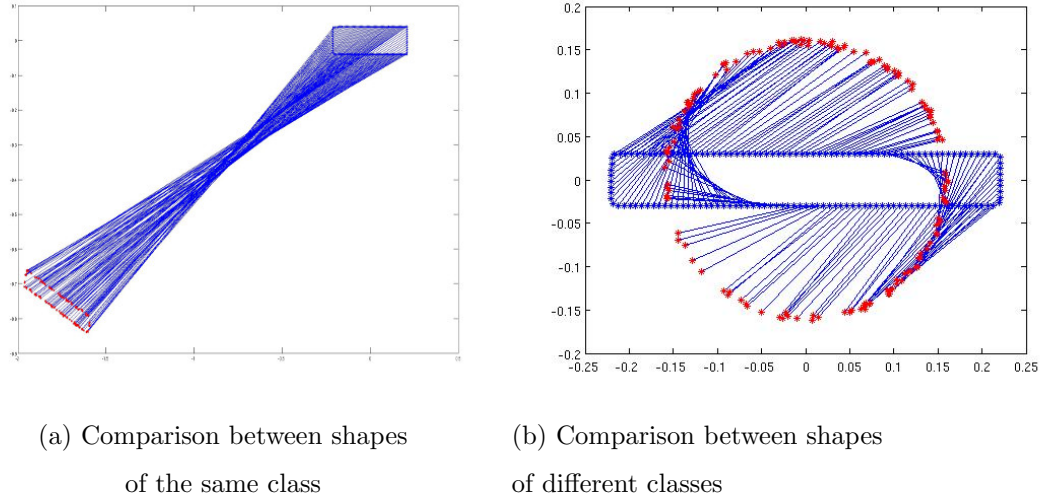 0.2
0.15
0.1
0.05
0
-0.05
-0.1
-0.15
-0.2
-0.25 -0.2 -0.15 -0.1 -0.05 0 0.05 0.1 0.15 0.2 0.25
(a) Comparison between shapes
of the same class
(b) Comparison between shapes
of different classes